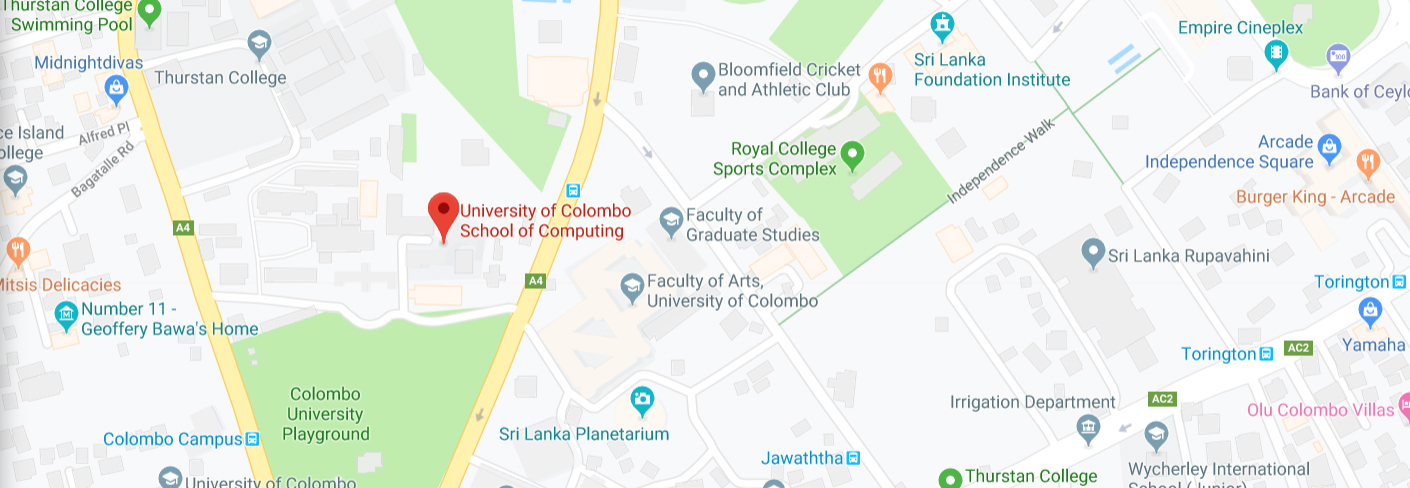 Thurstan College
Swimming Pool
Midnightdivas
Thurstan College
Alfred Pl
Bagatalle Rd
ce Island
ollege
A4
Mitsis Delicacies
Number 11 -
Geoffery Bawa's Home
University of Colombo
School of Computing
A4
Colombo
University
Playground
Colombo Campus
University of Colombo
Bloomfield Cricket
and Athletic Club
Sri Lanka
Foundation Institute
Empire Cineplex
Bank of Ceylo
Royal College
Sports Complex
Independence Walk
Arcade
Independence Square
Burger King - Arcade
Faculty of
Graduate Studies
Faculty of Arts,
University of Colombo
Sri Lanka Rupavahini
Torington
Yamaha
Torington
AC2
Sri Lanka Planetarium
Irrigation Department
AC2
Olu Colombo Villas
Jawaththa
Thurstan College
Wycherley International
School (Junior)